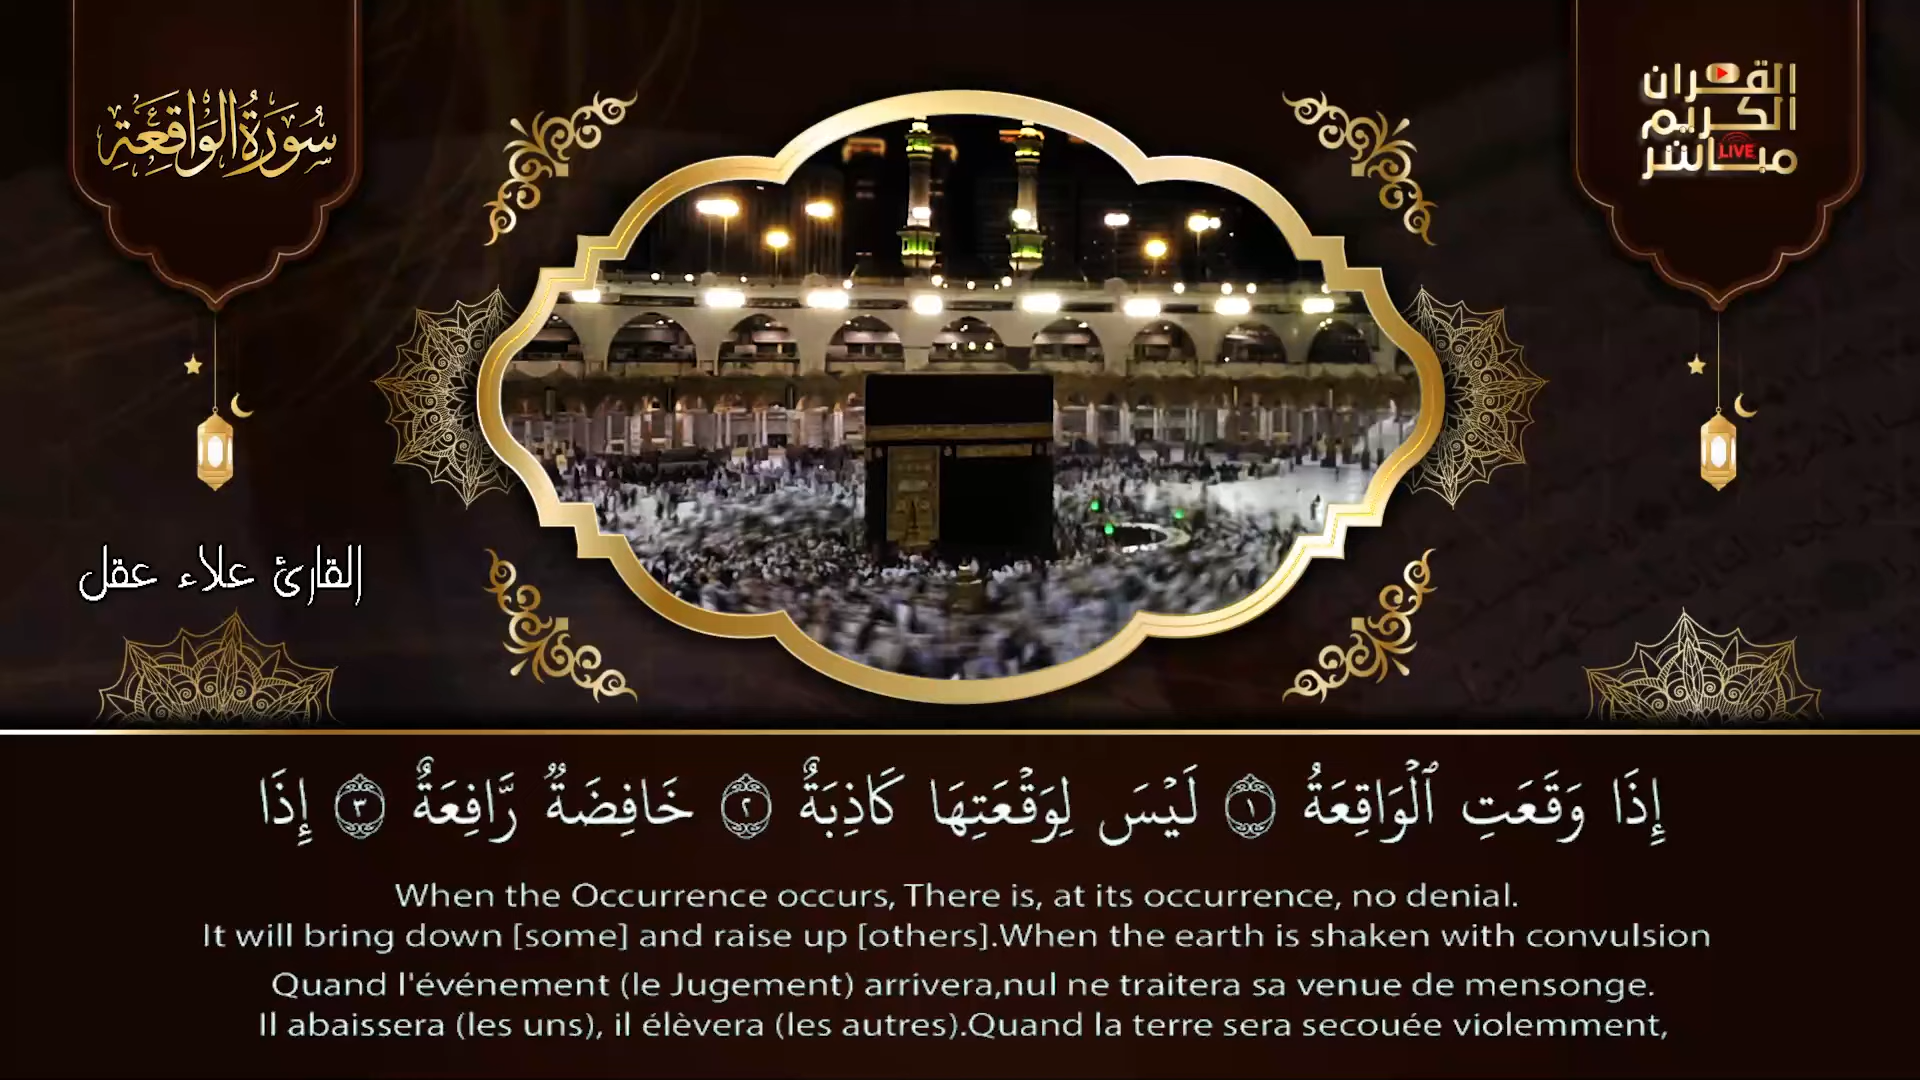 سُورَةُ الوَاقِعَةِ
القرآن
الكريم
مباشر
LIVE
القارئ علاء عقل
إِذَا وَقَعَتِ ٱلْوَاقِعَةُ ١ لَيْسَ لِوَقْعَتِهَا كَاذِبَةٌ ٢ خَافِضَةٌ رَّافِعَةٌ ٣ إِذَا
When the Occurrence occurs, There is, at its occurrence, no denial.
It will bring down [some] and raise up [others].When the earth is shaken with convulsion
Quand l'événement (le Jugement) arrivera,nul ne traitera sa venue de mensonge.
Il abaissera (les uns), il élèvera (les autres).Quand la terre sera secouée violemment,